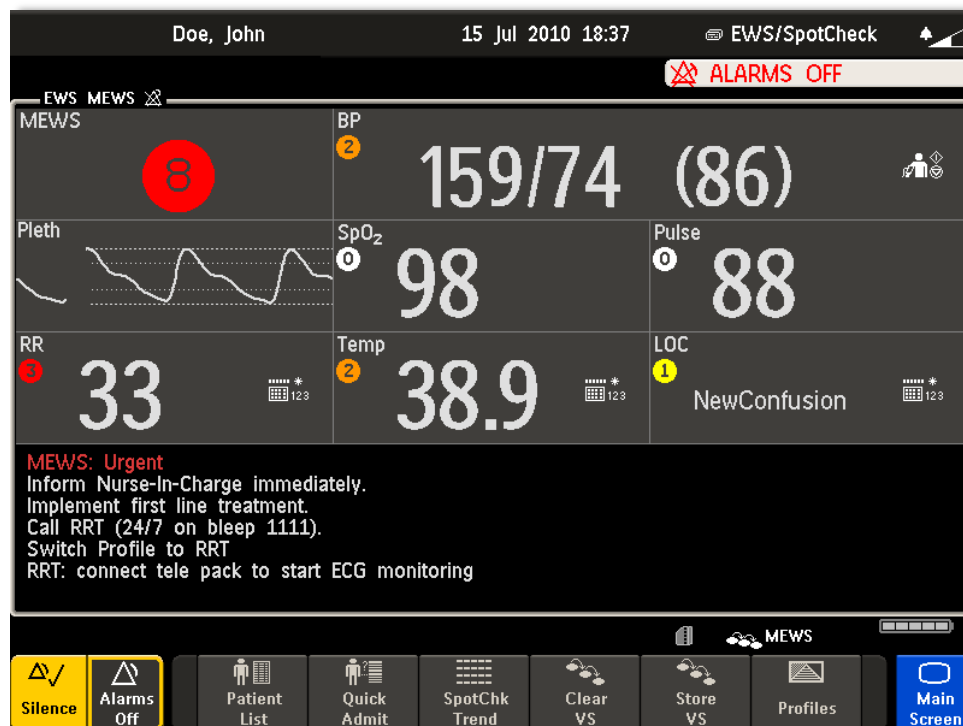 Doe, John 15 Jul 2010 18:37 EWS/SpotCheck
ALARMS OFF
EWS MEWS
MEWS
8
BP
2
159/74 (86)
Pleth
SpO2
0
98
Pulse
0
88
RR
3
33
123
Temp
2
38.9
123
LOC
1
NewConfusion
123
MEWS: Urgent
Inform Nurse-In-Charge immediately.
Implement first line treatment.
Call RRT (24/7 on bleep 1111).
Switch Profile to RRT
RRT: connect tele pack to start ECG monitoring
MEWS
Silence
Alarms
Off
Patient
List
Quick
Admit
SpotChk
Trend
Clear
VS
Store
VS
Profiles
Main
Screen